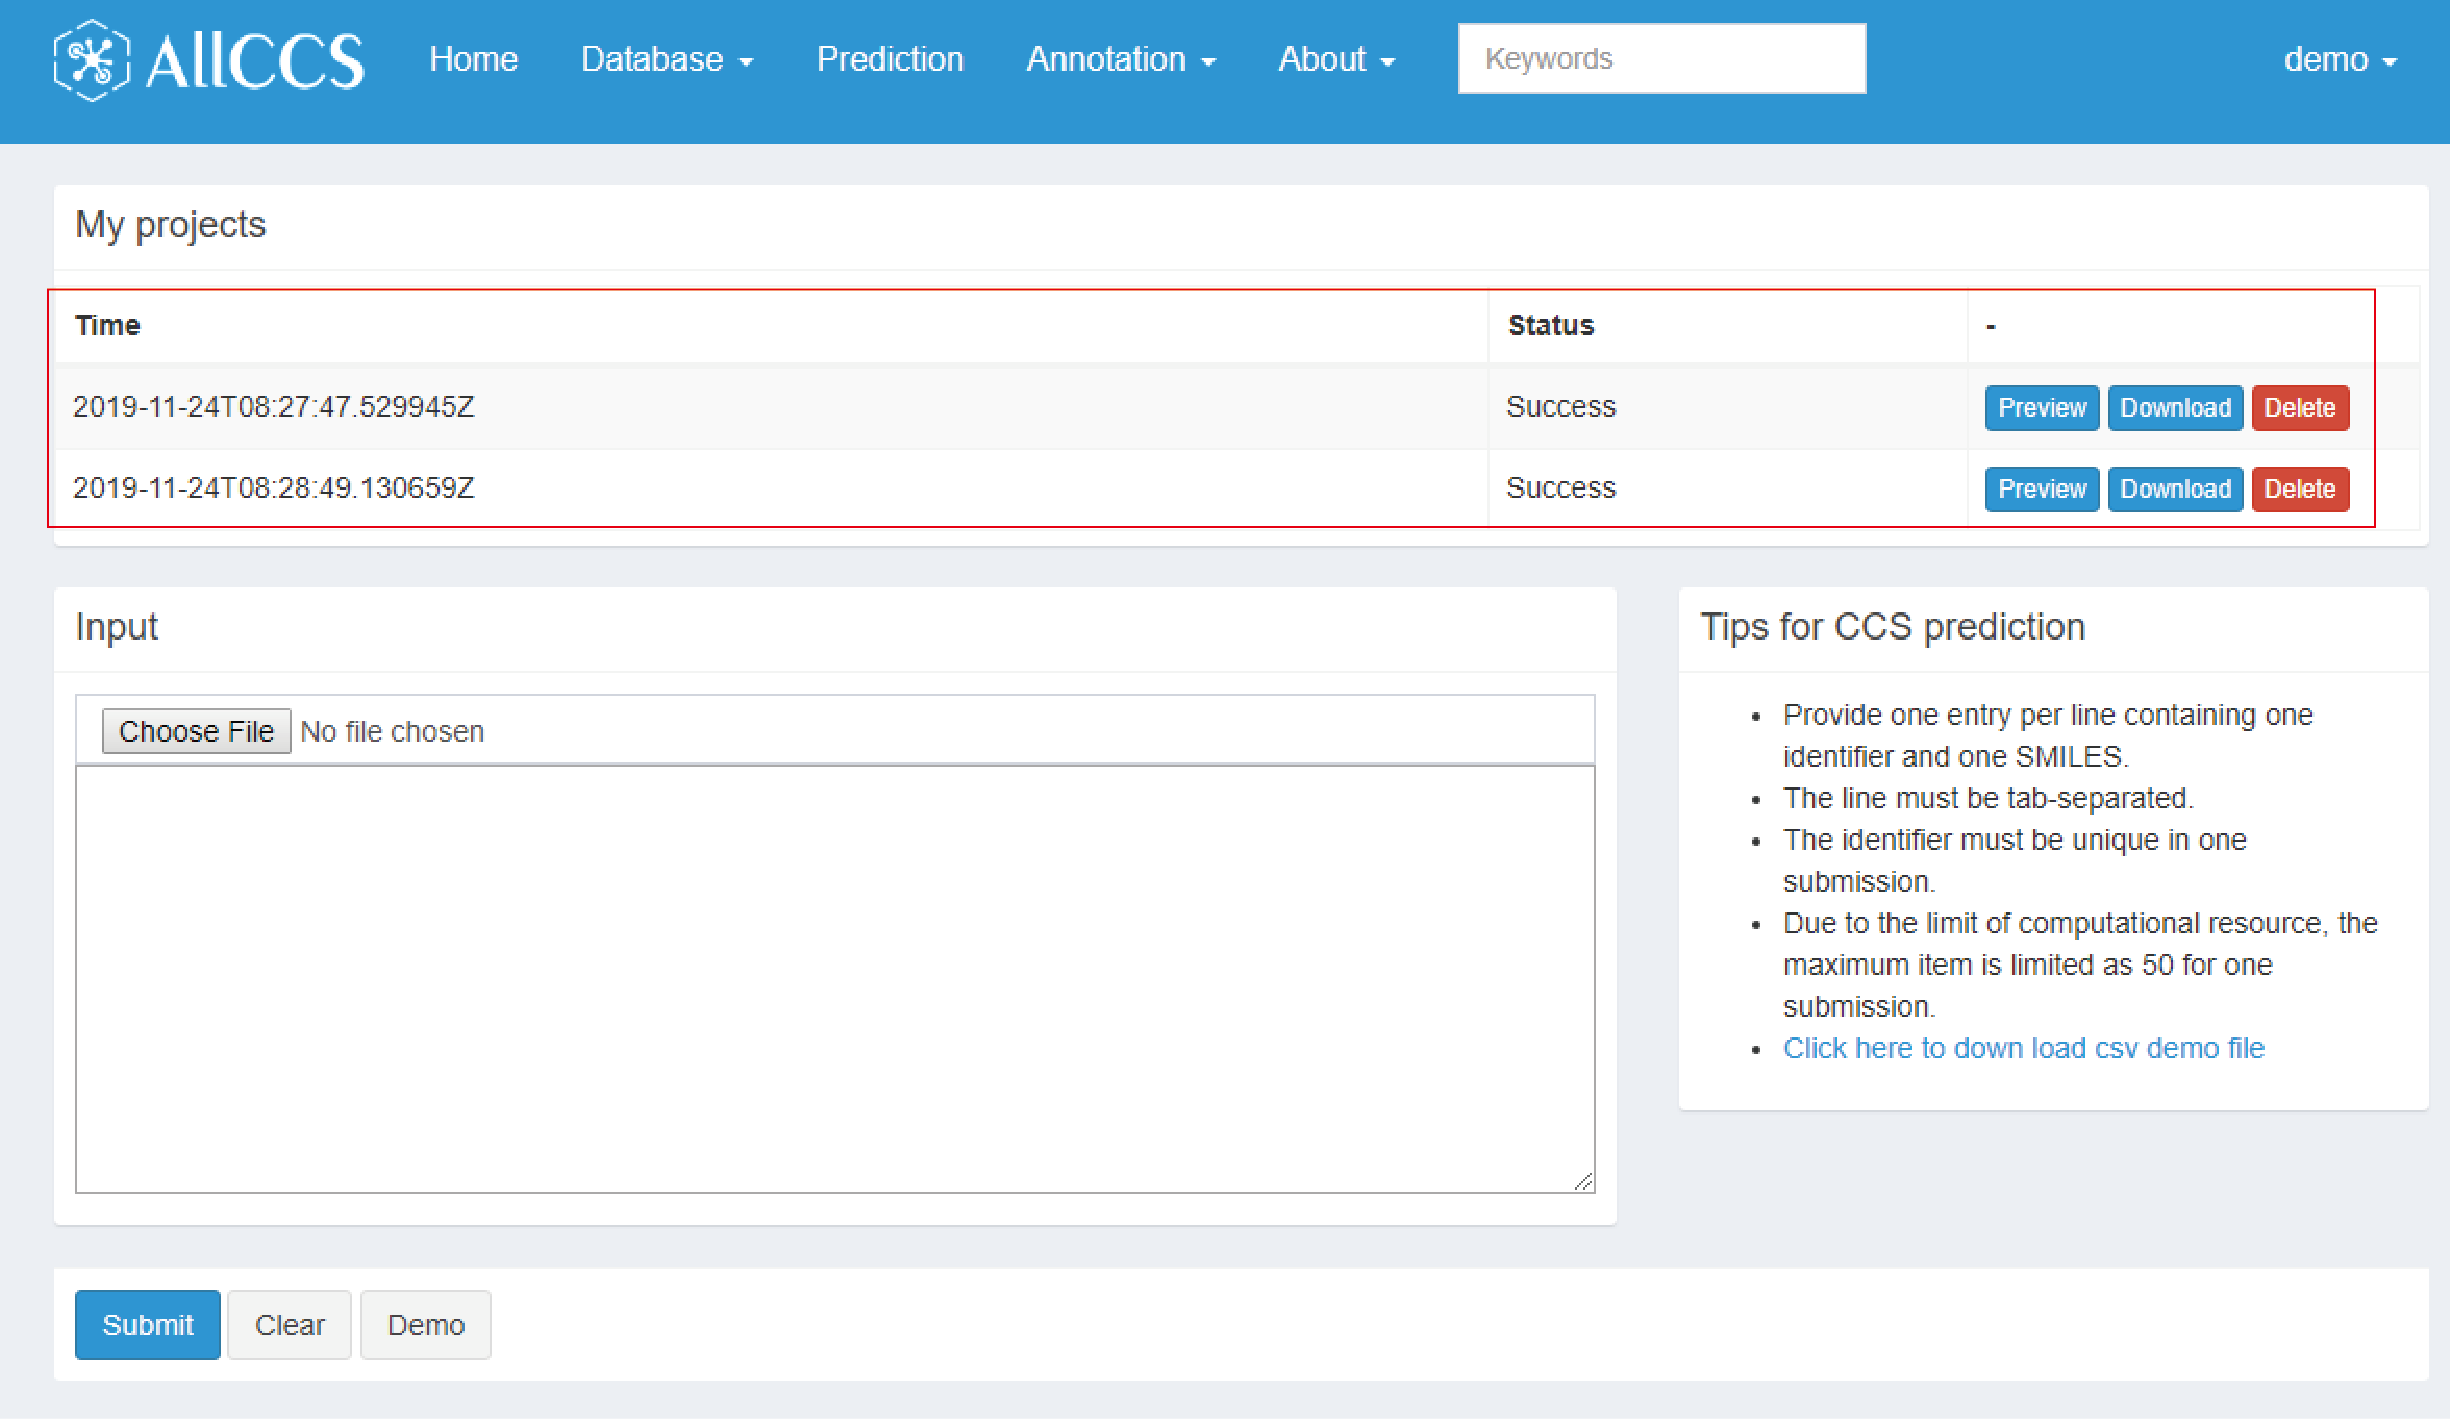 AllCCS Home Database Prediction Annotation About Keywords demo
My projects
Time Status -
2019-11-24T08:27:47.529945Z Success Preview Download Delete
2019-11-24T08:28:49.130659Z Success Preview Download Delete
Input
Choose File No file chosen
Tips for CCS prediction
• Provide one entry per line containing one
identifier and one SMILES.
• The line must be tab-separated.
• The identifier must be unique in one
submission.
• Due to the limit of computational resource, the
maximum item is limited as 50 for one
submission.
• Click here to down load csv demo file
Submit Clear Demo